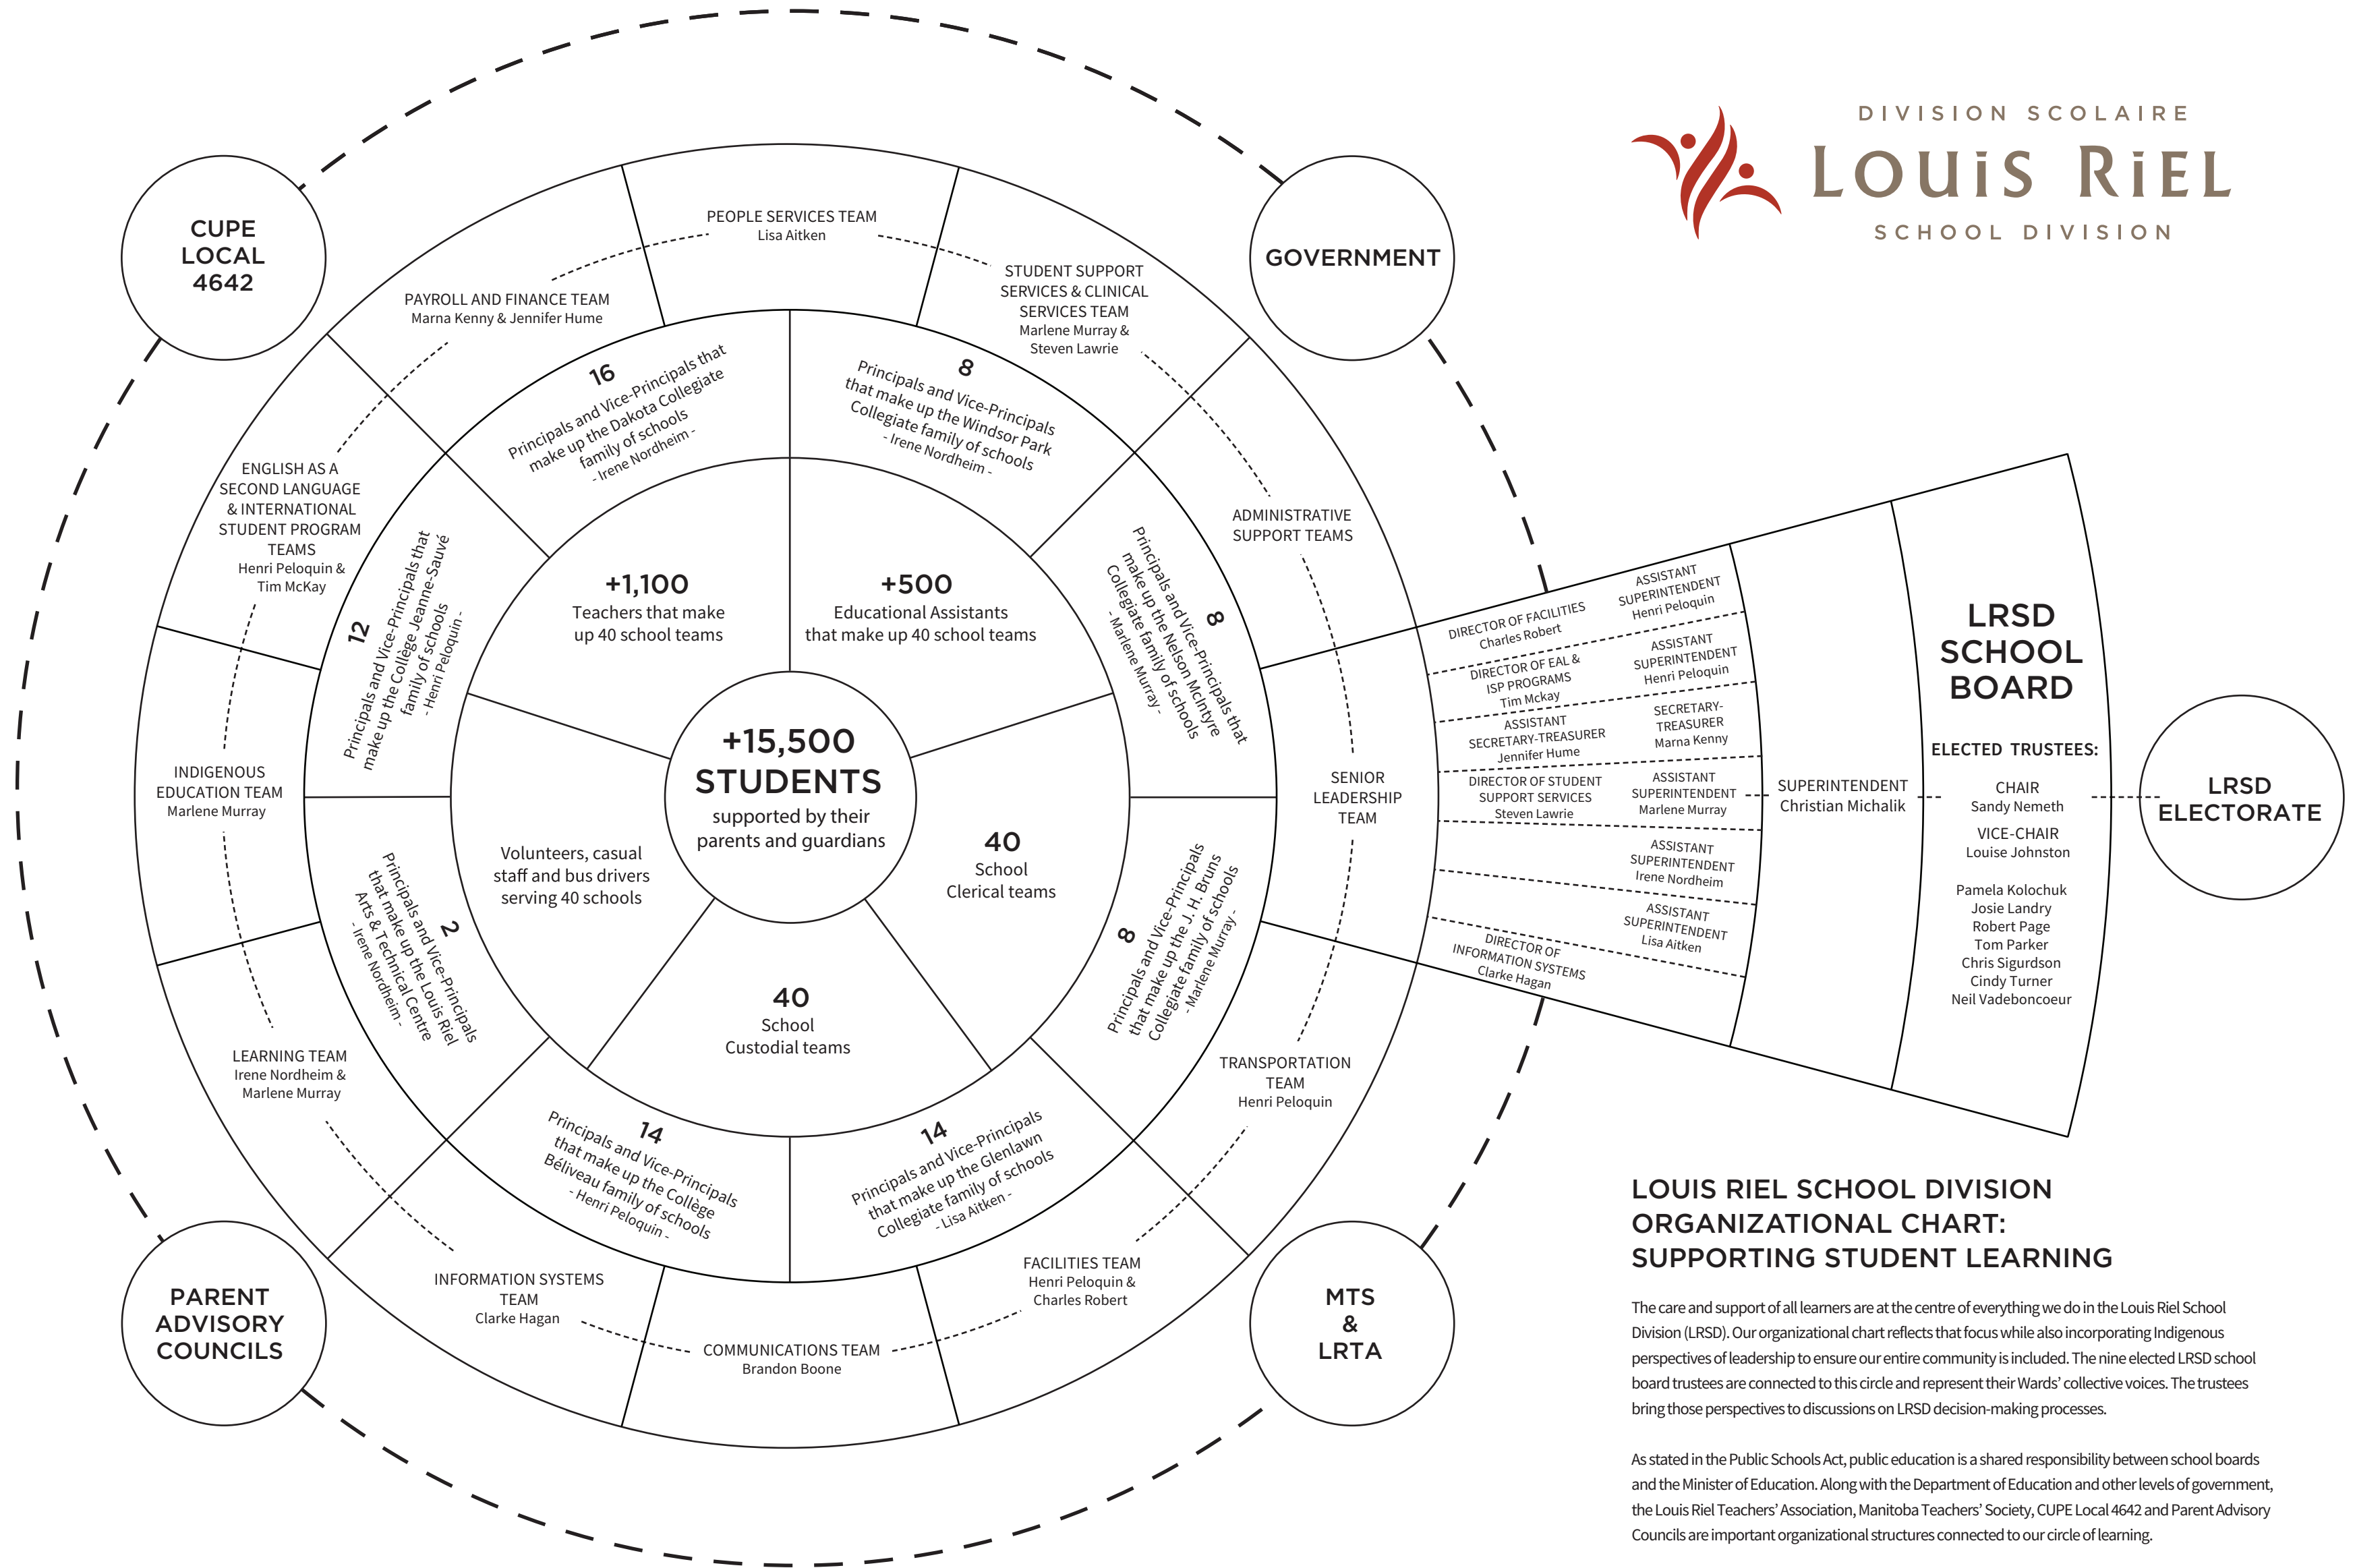 DIVISION SCOLAIRE
LOUiS RiEL
SCHOOL DIVISION
CUPE
LOCAL
4642
GOVERNMENT
PARENT
ADVISORY
COUNCILS
MTS
&
LRTA
LRSD
ELECTORATE
PEOPLE SERVICES TEAM
Lisa Aitken
STUDENT SUPPORT
SERVICES & CLINICAL
SERVICES TEAM
Marlene Murray &
Steven Lawrie
ADMINISTRATIVE
SUPPORT TEAMS
SENIOR
LEADERSHIP
TEAM
TRANSPORTATION
TEAM
Henri Peloquin
FACILITIES TEAM
Henri Peloquin &
Charles Robert
COMMUNICATIONS TEAM
Brandon Boone
INFORMATION SYSTEMS
TEAM
Clarke Hagan
LEARNING TEAM
Irene Nordheim &
Marlene Murray
INDIGENOUS
EDUCATION TEAM
Marlene Murray
ENGLISH AS A
SECOND LANGUAGE
& INTERNATIONAL
STUDENT PROGRAM
TEAMS
Henri Peloquin &
Tim McKay
PAYROLL AND FINANCE TEAM
Marna Kenny & Jennifer Hume
16
Principals and Vice-Principals that
make up the Dakota Collegiate
family of schools
- Irene Nordheim -
8
Principals and Vice-Principals
that make up the Windsor Park
Collegiate family of schools
- Irene Nordheim -
8
Principals and Vice-Principals that
make up the Nelson McIntyre
Collegiate family of schools
- Marlene Murray -
8
Principals and Vice-Principals
that make up the J. H. Bruns
Collegiate family of schools
- Marlene Murray -
14
Principals and Vice-Principals
that make up the Glenlawn
Collegiate family of schools
- Lisa Aitken -
14
Principals and Vice-Principals
that make up the Collège
Béliveau family of schools
- Henri Peloquin -
2
Principals and Vice-Principals
that make up the Louis Riel
Arts & Technical Centre
- Irene Nordheim -
12
Principals and Vice-Principals that
make up the Collège Jeanne-Sauvé
family of schools
- Henri Peloquin -
+1,100
Teachers that make
up 40 school teams
+500
Educational Assistants
that make up 40 school teams
40
School
Clerical teams
40
School
Custodial teams
Volunteers, casual
staff and bus drivers
serving 40 schools
+15,500
STUDENTS
supported by their
parents and guardians
DIRECTOR OF FACILITIES
Charles Robert
ASSISTANT
SUPERINTENDENT
Henri Peloquin
DIRECTOR OF EAL &
ISP PROGRAMS
Tim Mckay
ASSISTANT
SUPERINTENDENT
Henri Peloquin
ASSISTANT
SECRETARY-TREASURER
Jennifer Hume
SECRETARY-
TREASURER
Marna Kenny
DIRECTOR OF STUDENT
SUPPORT SERVICES
Steven Lawrie
ASSISTANT
SUPERINTENDENT
Marlene Murray
ASSISTANT
SUPERINTENDENT
Irene Nordheim
ASSISTANT
SUPERINTENDENT
Lisa Aitken
DIRECTOR OF
INFORMATION SYSTEMS
Clarke Hagan
SUPERINTENDENT
Christian Michalik
LRSD
SCHOOL
BOARD
ELECTED TRUSTEES:
CHAIR
Sandy Nemeth
VICE-CHAIR
Louise Johnston
Pamela Kolochuk
Josie Landry
Robert Page
Tom Parker
Chris Sigurdson
Cindy Turner
Neil Vadeboncoeur
LOUIS RIEL SCHOOL DIVISION
ORGANIZATIONAL CHART:
SUPPORTING STUDENT LEARNING
The care and support of all learners are at the centre of everything we do in the Louis Riel School
Division (LRSD). Our organizational chart reflects that focus while also incorporating Indigenous
perspectives of leadership to ensure our entire community is included. The nine elected LRSD school
board trustees are connected to this circle and represent their Wards' collective voices. The trustees
bring those perspectives to discussions on LRSD decision-making processes.
As stated in the Public Schools Act, public education is a shared responsibility between school boards
and the Minister of Education. Along with the Department of Education and other levels of government,
the Louis Riel Teachers' Association, Manitoba Teachers' Society, CUPE Local 4642 and Parent Advisory
Councils are important organizational structures connected to our circle of learning.